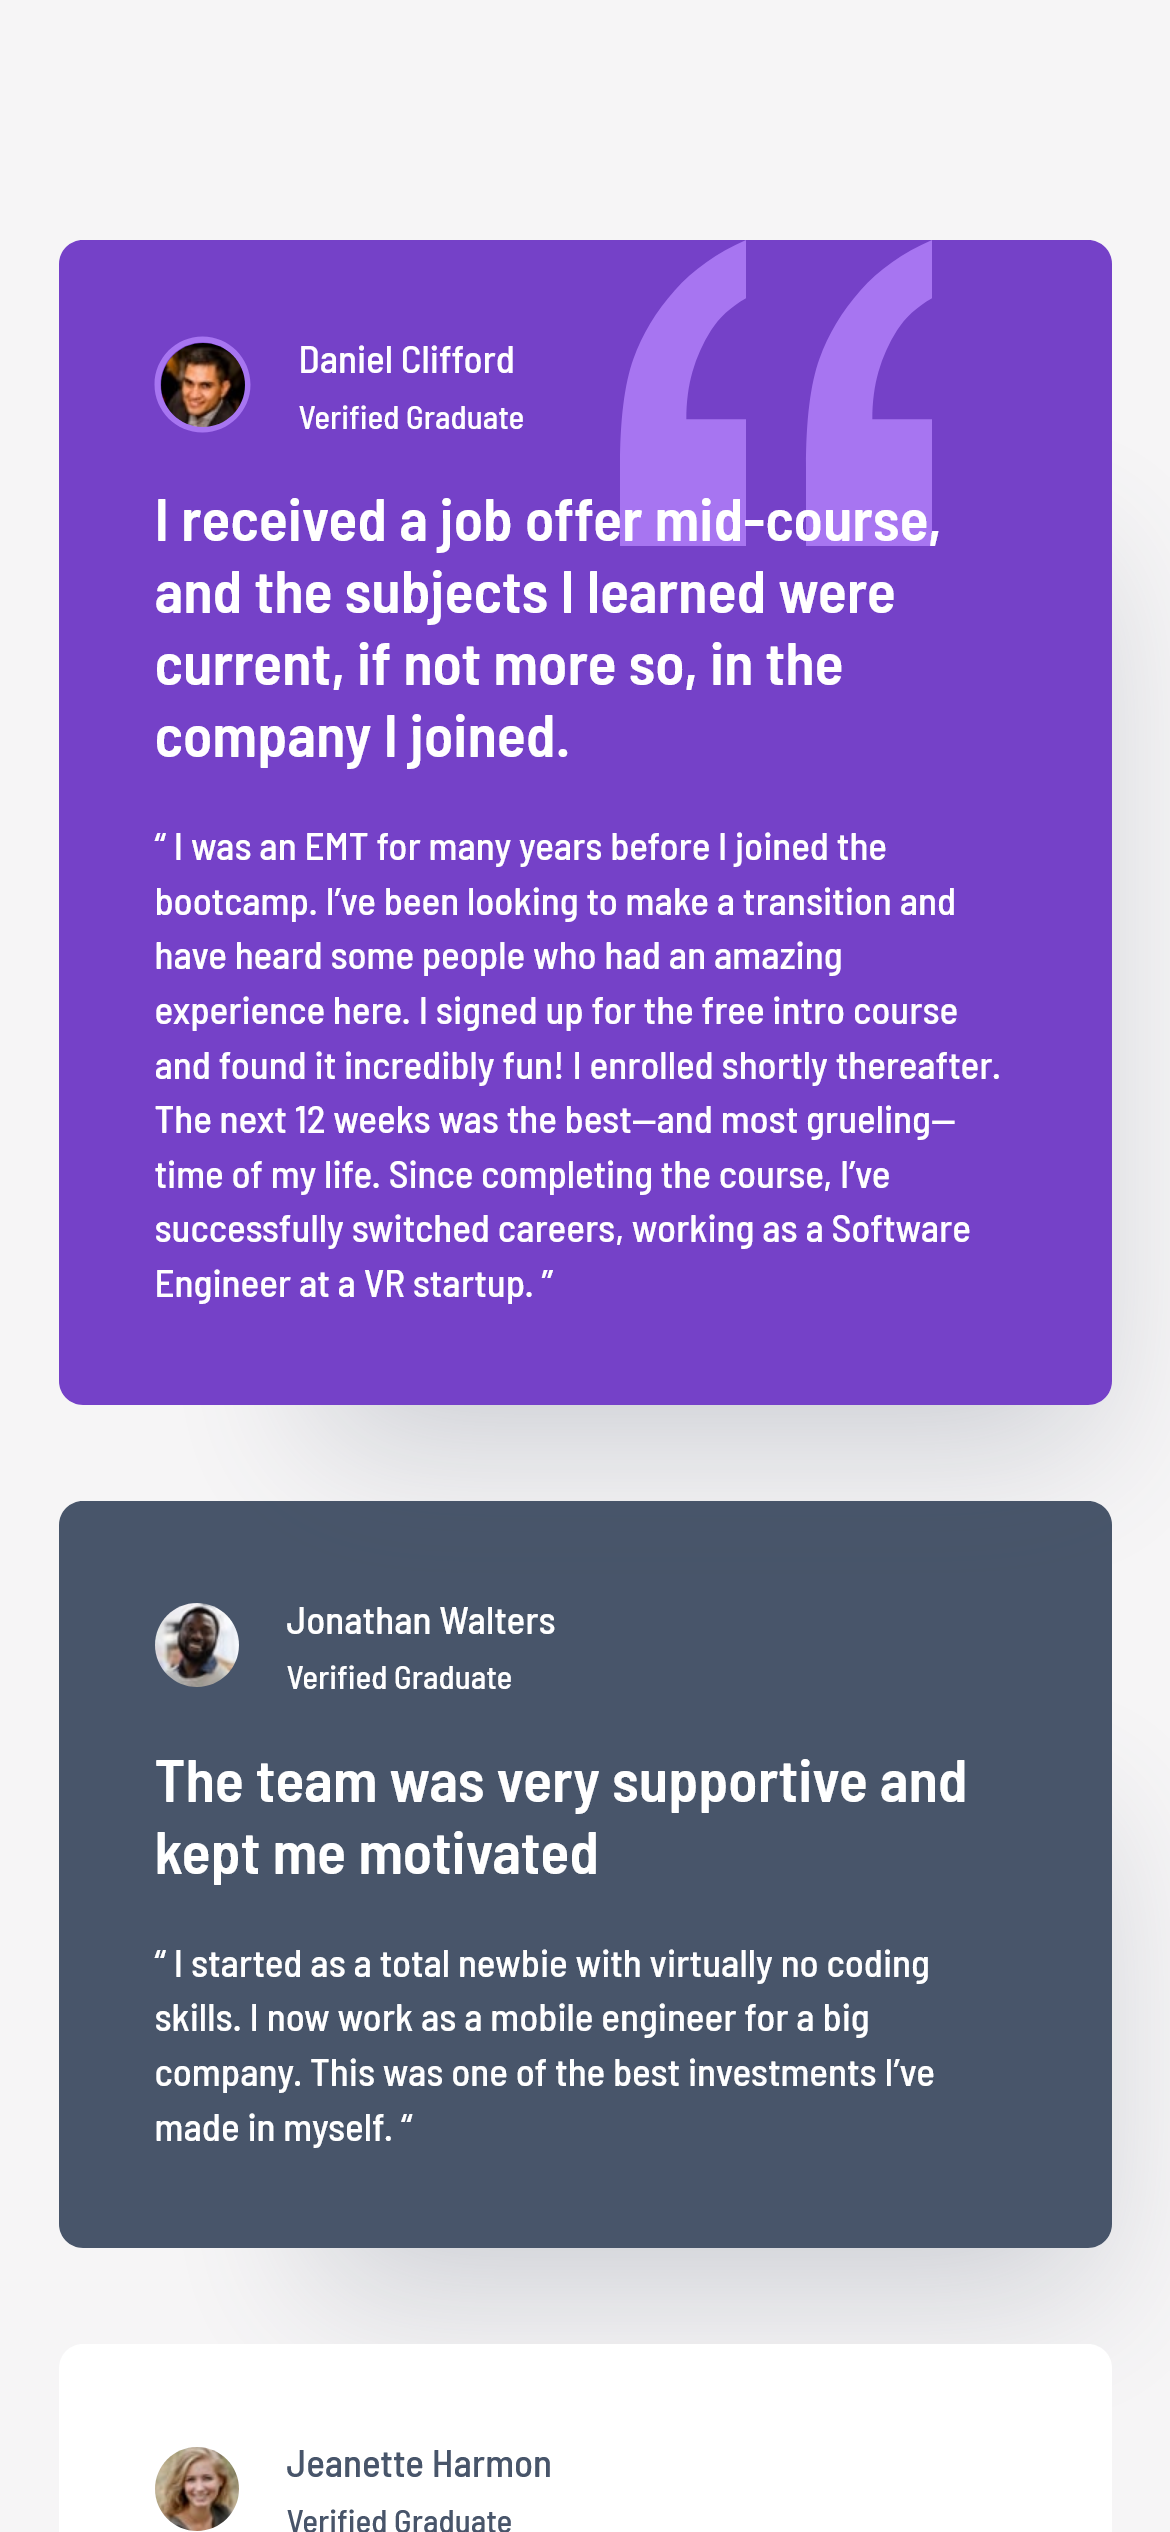 Daniel Clifford
Verified Graduate
I received a job offer mid-course,
and the subjects I learned were
current, if not more so, in the
company I joined.
“ I was an EMT for many years before I joined the
bootcamp. I’ve been looking to make a transition and
have heard some people who had an amazing
experience here. I signed up for the free intro course
and found it incredibly fun! I enrolled shortly thereafter.
The next 12 weeks was the best—and most grueling—
time of my life. Since completing the course, I’ve
successfully switched careers, working as a Software
Engineer at a VR startup. ”
Jonathan Walters
Verified Graduate
The team was very supportive and
kept me motivated
“ I started as a total newbie with virtually no coding
skills. I now work as a mobile engineer for a big
company. This was one of the best investments I’ve
made in myself. “
Jeanette Harmon
Verified Graduate